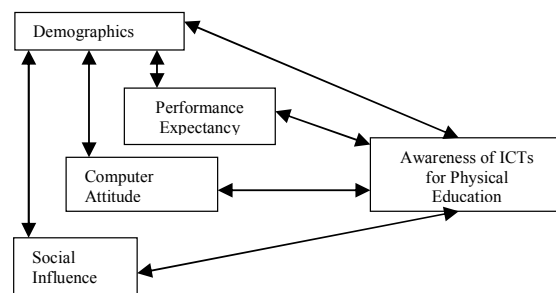 Demographics
Performance
Expectancy
Awareness of ICTs
for Physical
Education
Computer
Attitude
Social
Influence